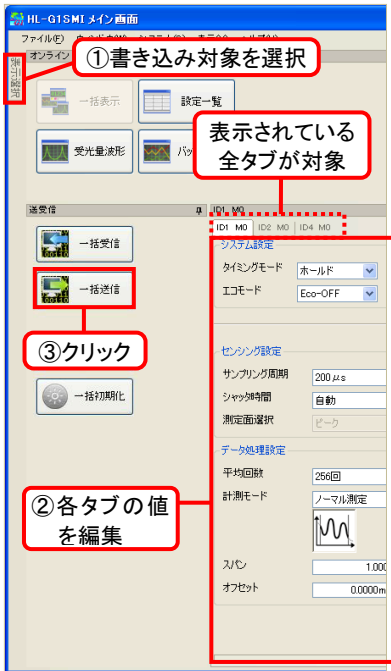 HL-G1SMI メイン画面
ファイル(F)
オンライン
①書き込み対象を選択
表示選択
一括表示
設定一覧
受光量波形
バッ
表示されている
全タブが対象
送受信
ID1 M0
ID1 M0
ID2 M0
ID4 M0
一括受信
一括送信
③クリック
一括初期化
システム設定
タイミングモード
ホールド
エコモード
Eco-OFF
センシング設定
サンプリング周期
200μs
シャッタ時間
自動
測定面選択
ピーク
データ処理設定
平均回数
256回
計測モード
ノーマル測定
②各タブの値
を編集
スパン
1.000
オフセット
0.0000m